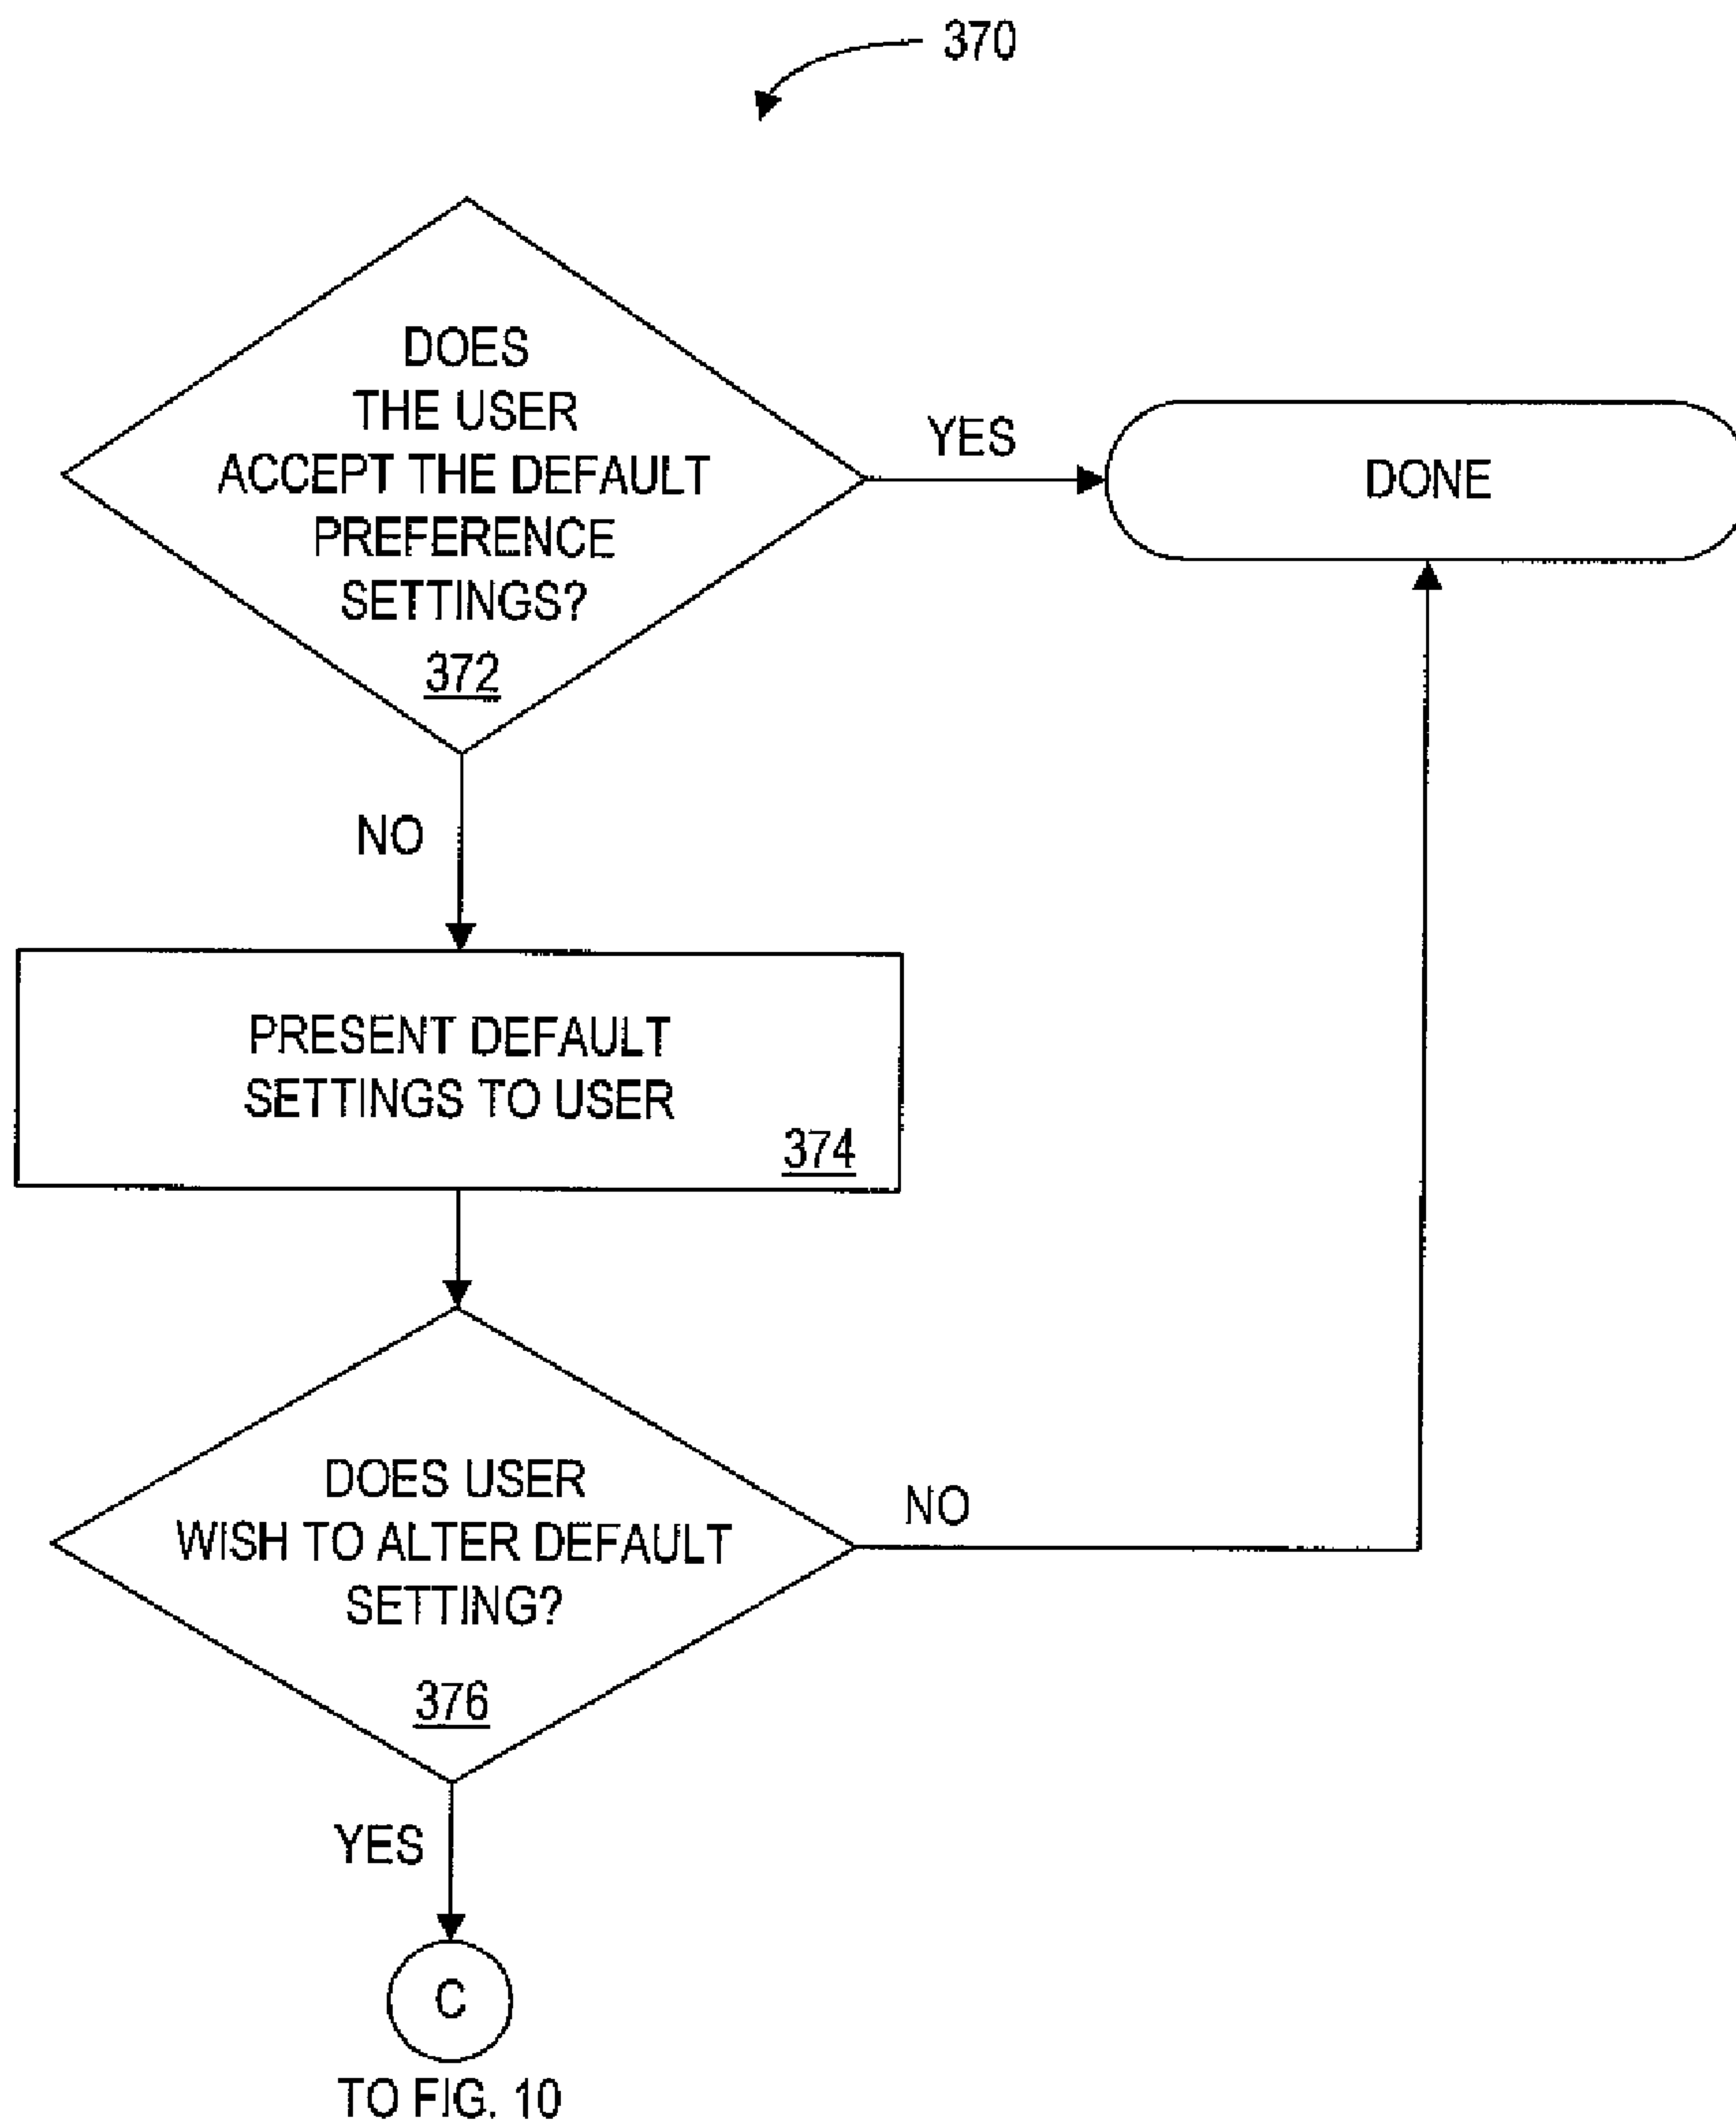 370
DOES
THE USER
ACCEPT THE DEFAULT
PREFERENCE
SETTINGS?
372
YES
DONE
NO
PRESENT DEFAULT
SETTINGS TO USER
374
DOES USER
WISH TO ALTER DEFAULT
SETTING?
376
NO
YES
C
TO FIG. 10